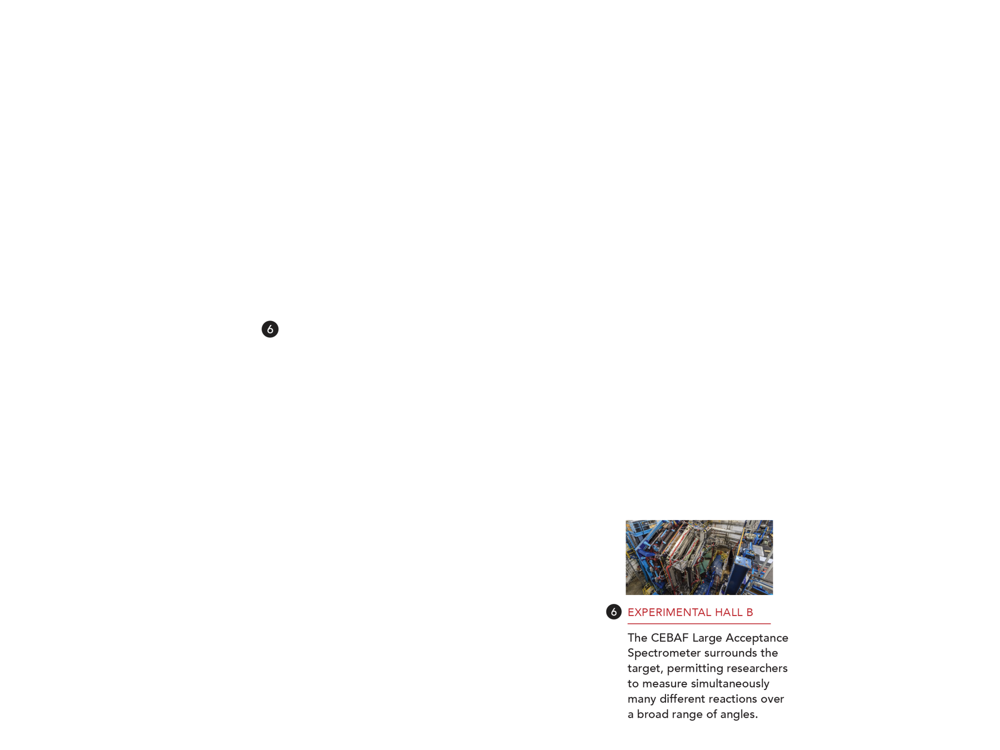 6
6 EXPERIMENTAL HALL B
The CEBAF Large Acceptance
Spectrometer surrounds the
target, permitting researchers
to measure simultaneously
many different reactions over
a broad range of angles.